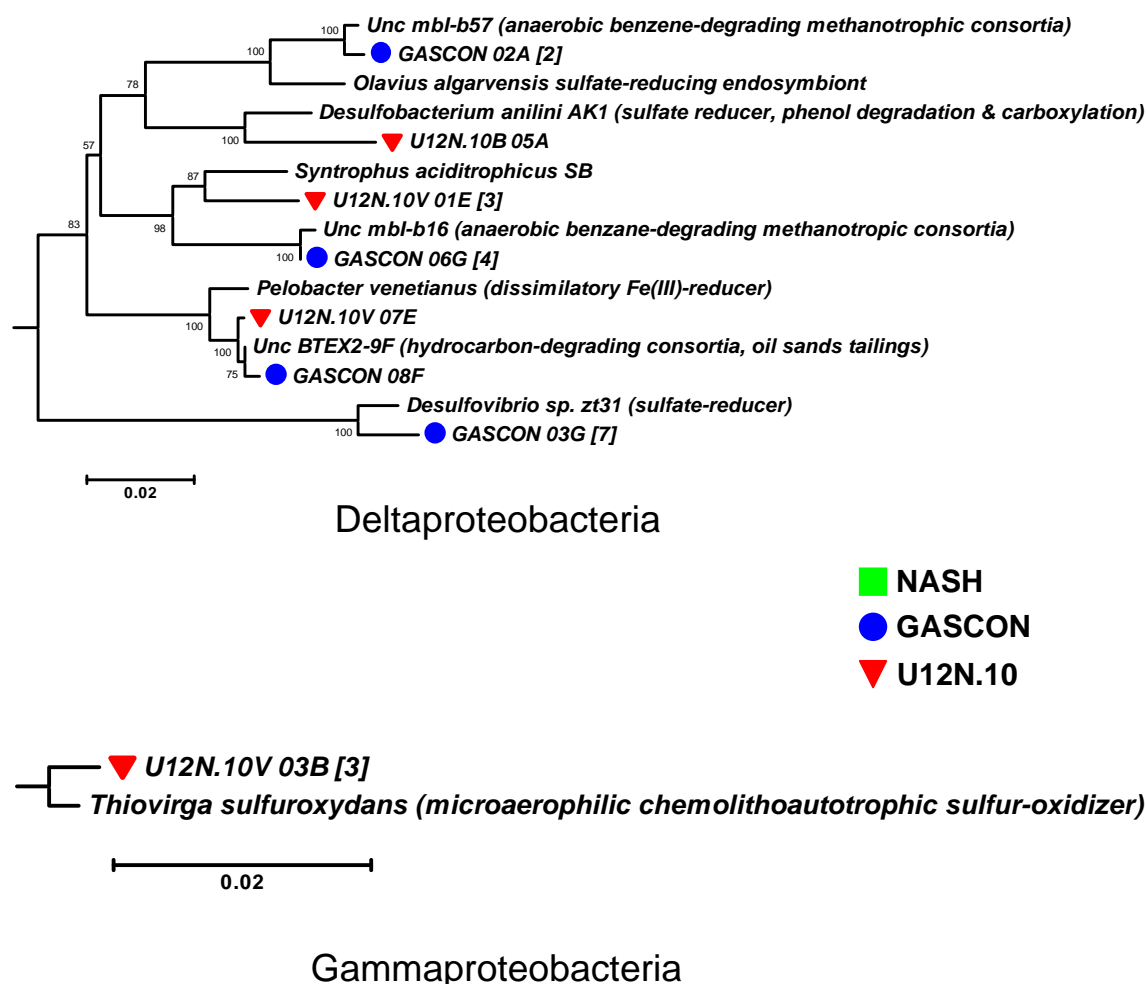 Unc mbl-b57 (anaerobic benzene-degrading methanotrophic consortia)
100
GASCON 02A [2]
100
Olavius algarvensis sulfate-reducing endosymbiont
78
Desulfobacterium anilini AK1 (sulfate reducer, phenol degradation & carboxylation)
100
U12N.10B 05A
57
Syntrophus aciditrophicus SB
87
U12N.10V 01E [3]
98
Unc mbl-b16 (anaerobic benzane-degrading methanotropic consortia)
100
GASCON 06G [4]
83
Pelobacter venetianus (dissimilatory Fe(III)-reducer)
100
U12N.10V 07E
100
Unc BTEX2-9F (hydrocarbon-degrading consortia, oil sands tailings)
75
GASCON 08F
Desulfovibrio sp. zt31 (sulfate-reducer)
100
GASCON 03G [7]
0.02
Deltaproteobacteria
NASH
GASCON
U12N.10
U12N.10V 03B [3]
Thiovirga sulfuroxydans (microaerophilic chemolithoautotrophic sulfur-oxidizer)
0.02
Gammaproteobacteria